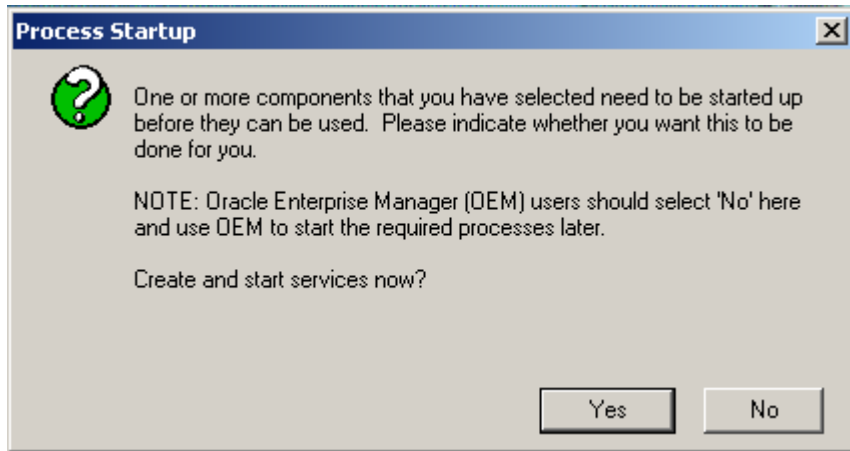 Process Startup
One or more components that you have selected need to be started up
before they can be used.  Please indicate whether you want this to be
done for you.
NOTE: Oracle Enterprise Manager (OEM) users should select 'No' here
and use OEM to start the required processes later.
Create and start services now?
Yes
No